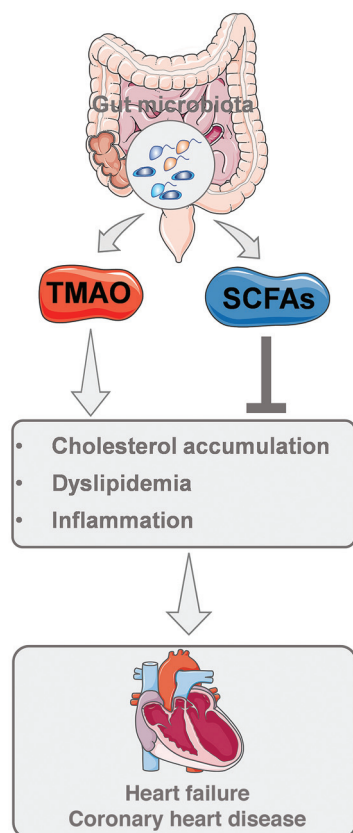 Gut microbiota
TMAO
SCFAs
• Cholesterol accumulation
• Dyslipidemia
• Inflammation
Heart failure
Coronary heart disease